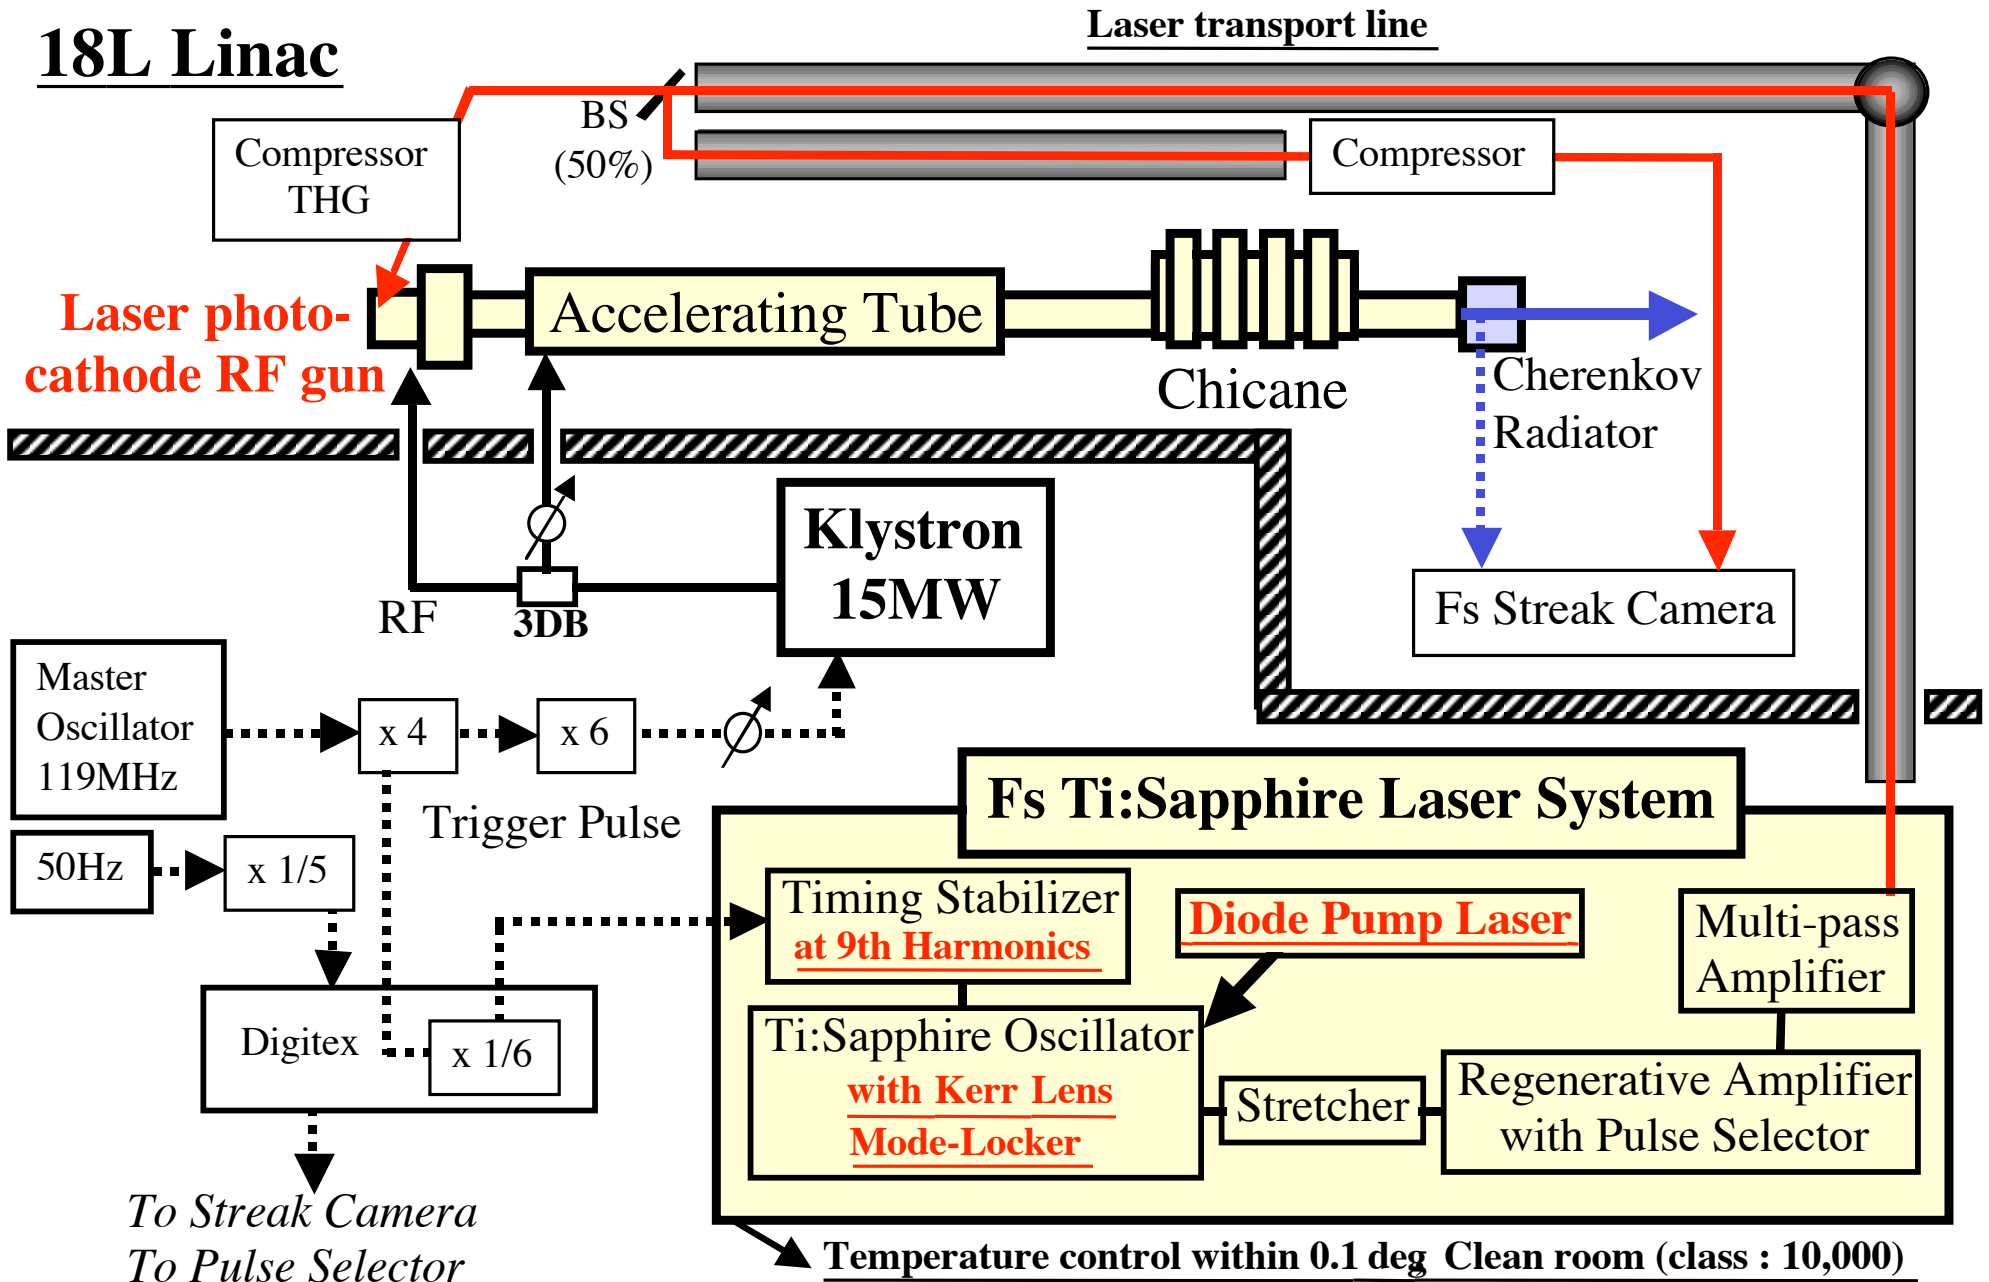 Laser transport line
18L Linac
BS
(50%)
Compressor
THG
Compressor
Laser photo-
cathode RF gun
Accelerating Tube
Chicane
Cherenkov
Radiator
Klystron
15MW
RF
3DB
Fs Streak Camera
Master
Oscillator
119MHz
x 4
x 6
Trigger Pulse
50Hz
x 1/5
Fs Ti:Sapphire Laser System
Timing Stabilizer
at 9th Harmonics
Diode Pump Laser
Multi-pass
Amplifier
Digitex
x 1/6
Ti:Sapphire Oscillator
with Kerr Lens
Mode-Locker
Stretcher
Regenerative Amplifier
with Pulse Selector
To Streak Camera
To Pulse Selector
Temperature control within 0.1 deg Clean room (class : 10,000)